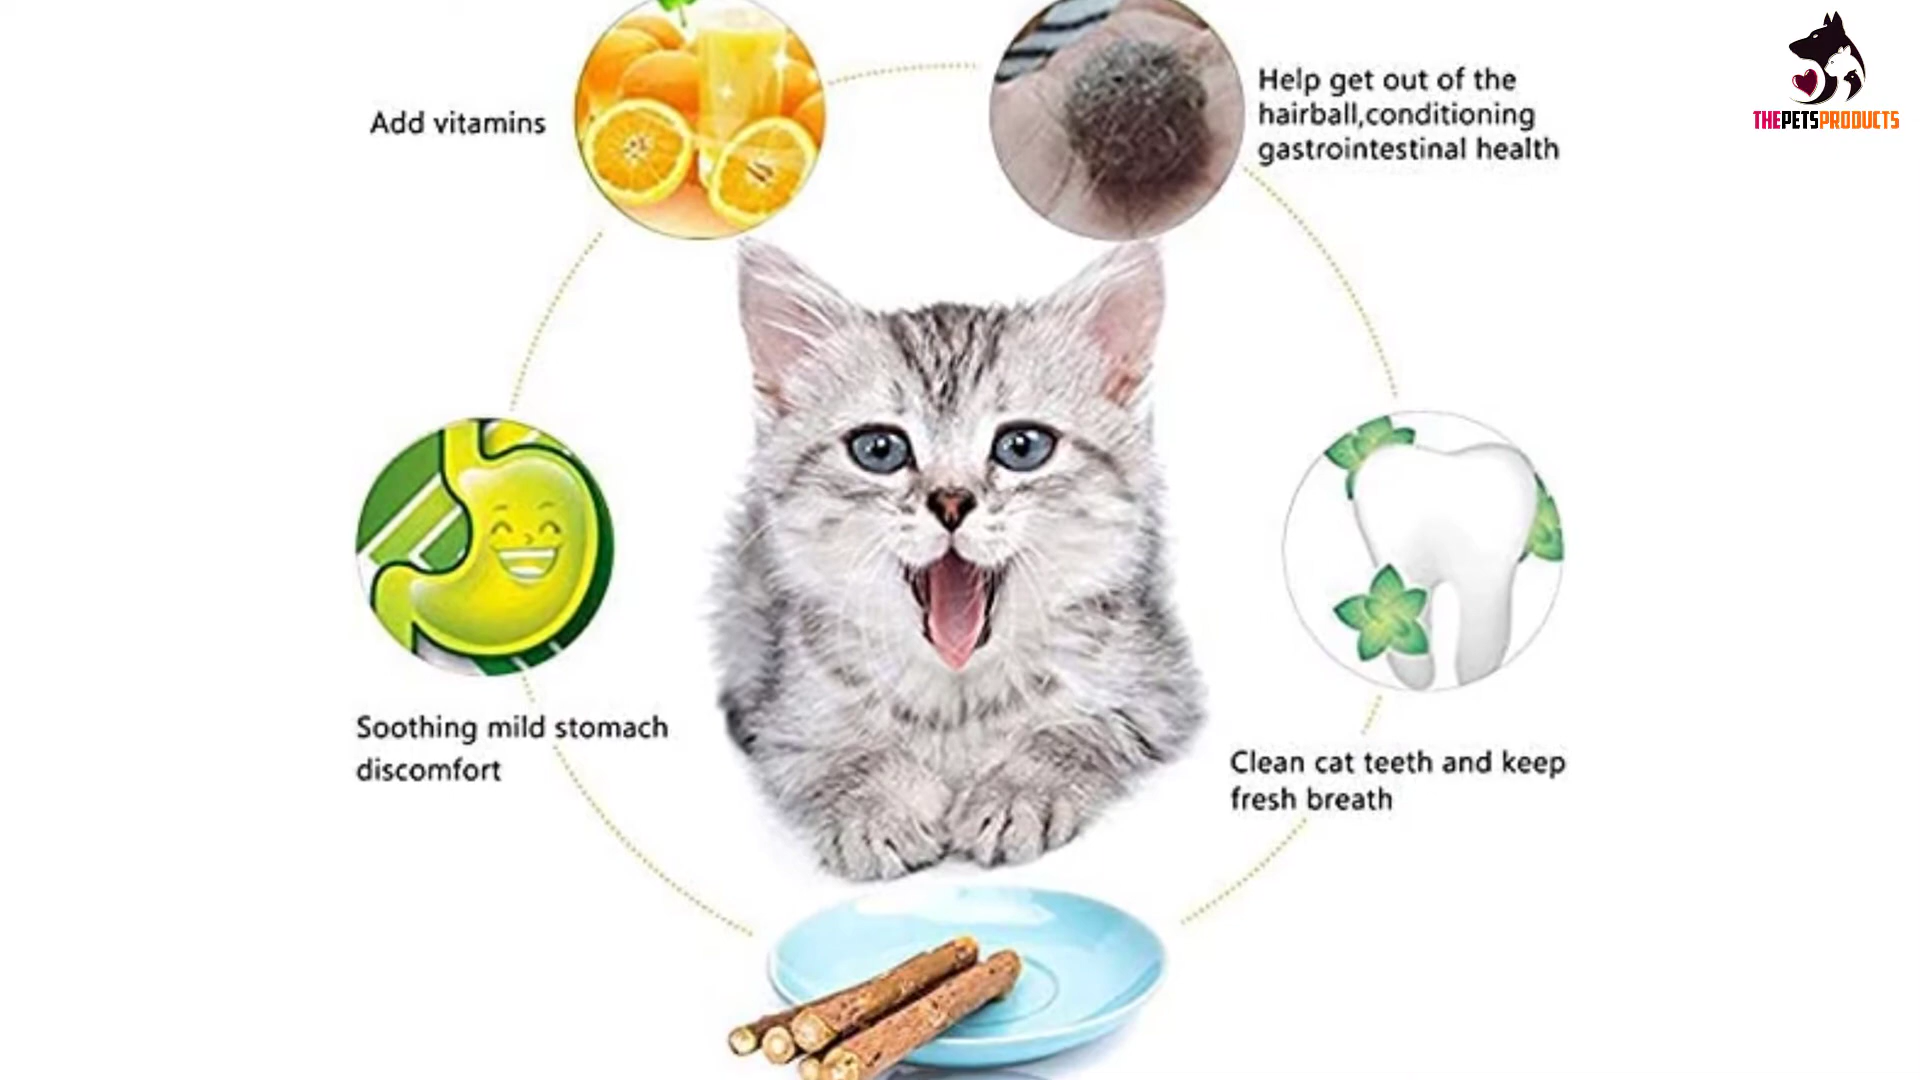 Add vitamins
Help get out of the
hairball,conditioning
gastrointestinal health
THEPETSPRODUCTS
Soothing mild stomach
discomfort
Clean cat teeth and keep
fresh breath